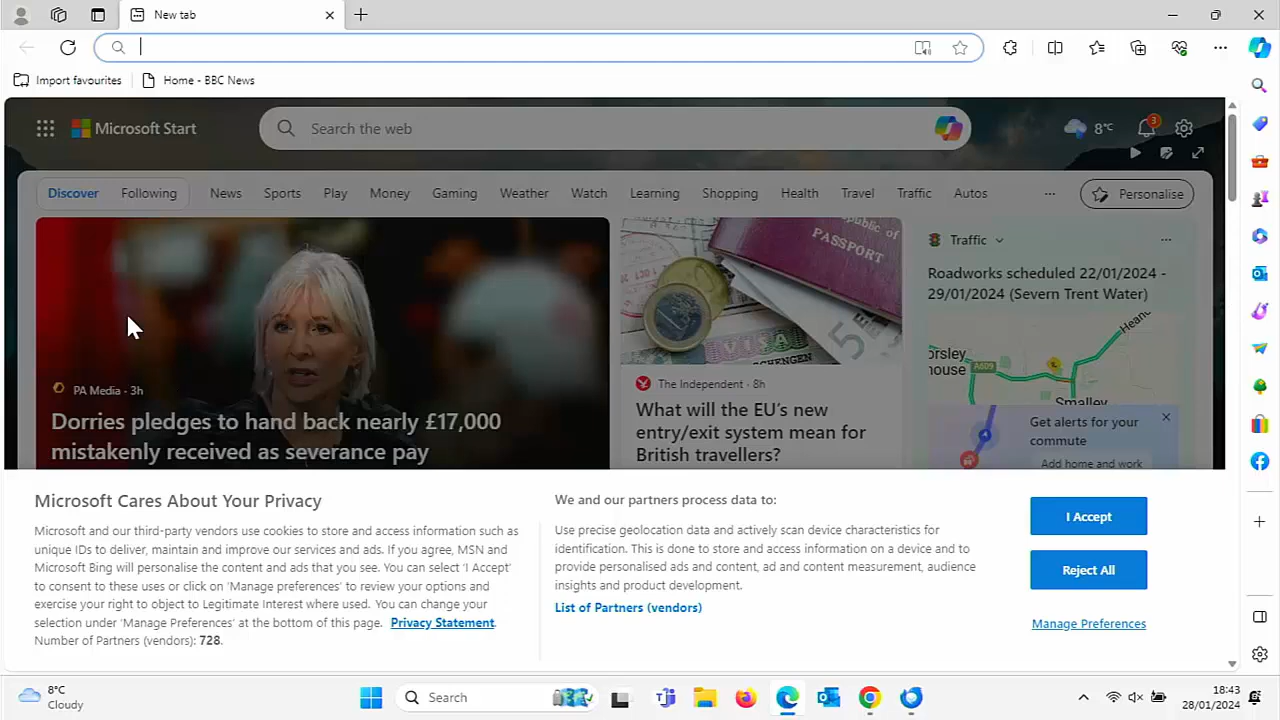 New tab
Import favourites
Home - BBC News
Microsoft Start
Search the web
8°C
3
Discover
Following
News
Sports
Play
Money
Gaming
Weather
Watch
Learning
Shopping
Health
Travel
Traffic
Autos
Personalise
PA Media · 3h
Dorries pledges to hand back nearly £17,000
mistakenly received as severance pay
PASSPORT
The Independent · 8h
What will the EU's new
entry/exit system mean for
British travellers?
Traffic
Roadworks scheduled 22/01/2024 -
29/01/2024 (Severn Trent Water)
Heano
orsley
house
A609
Smalley
Get alerts for your
commute
Add home and work
Microsoft Cares About Your Privacy
Microsoft and our third-party vendors use cookies to store and access information such as
unique IDs to deliver, maintain and improve our services and ads. If you agree, MSN and
Microsoft Bing will personalise the content and ads that you see. You can select 'I Accept'
to consent to these uses or click on 'Manage preferences' to review your options and
exercise your right to object to Legitimate Interest where used. You can change your
selection under 'Manage Preferences' at the bottom of this page. Privacy Statement.
Number of Partners (vendors): 728.
We and our partners process data to:
Use precise geolocation data and actively scan device characteristics for
identification. This is done to store and access information on a device and to
provide personalised ads and content, ad and content measurement, audience
insights and product development.
List of Partners (vendors)
I Accept
Reject All
Manage Preferences
8°C
Cloudy
Search
18:43
28/01/2024